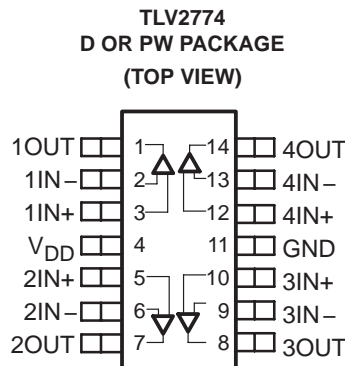 TLV2774
D OR PW PACKAGE
(TOP VIEW)
1OUT 1 14 4OUT
1IN− 2 13 4IN−
1IN+ 3 12 4IN+
VDD 4 11 GND
2IN+ 5 10 3IN+
2IN− 6 9 3IN−
2OUT 7 8 3OUT